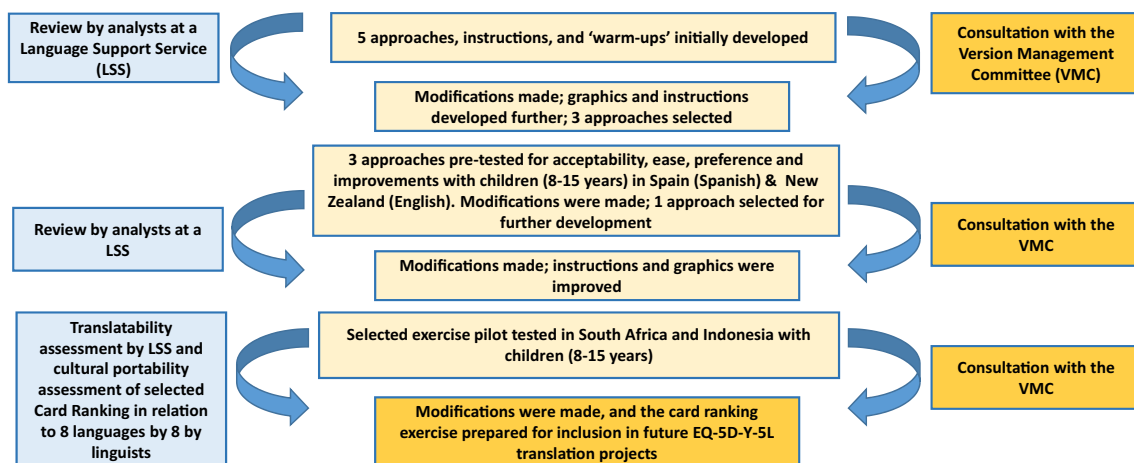 Review by analysts at a
Language Support Service
(LSS)
5 approaches, instructions, and ‘warm-ups’ initially developed
Consultation with the
Version Management
Committee (VMC)
Modifications made; graphics and instructions
developed further; 3 approaches selected
3 approaches pre-tested for acceptability, ease, preference and
improvements with children (8-15 years) in Spain (Spanish) & New
Zealand (English). Modifications were made; 1 approach selected for
further development
Review by analysts at a
LSS
Consultation with the
VMC
Modifications made; instructions and graphics were
improved
Translatability
assessment by LSS and
cultural portability
assessment of selected
Card Ranking in relation
to 8 languages by 8 by
linguists
Selected exercise pilot tested in South Africa and Indonesia with
children (8-15 years)
Consultation with the
VMC
Modifications were made, and the card ranking
exercise prepared for inclusion in future EQ-5D-Y-5L
translation projects